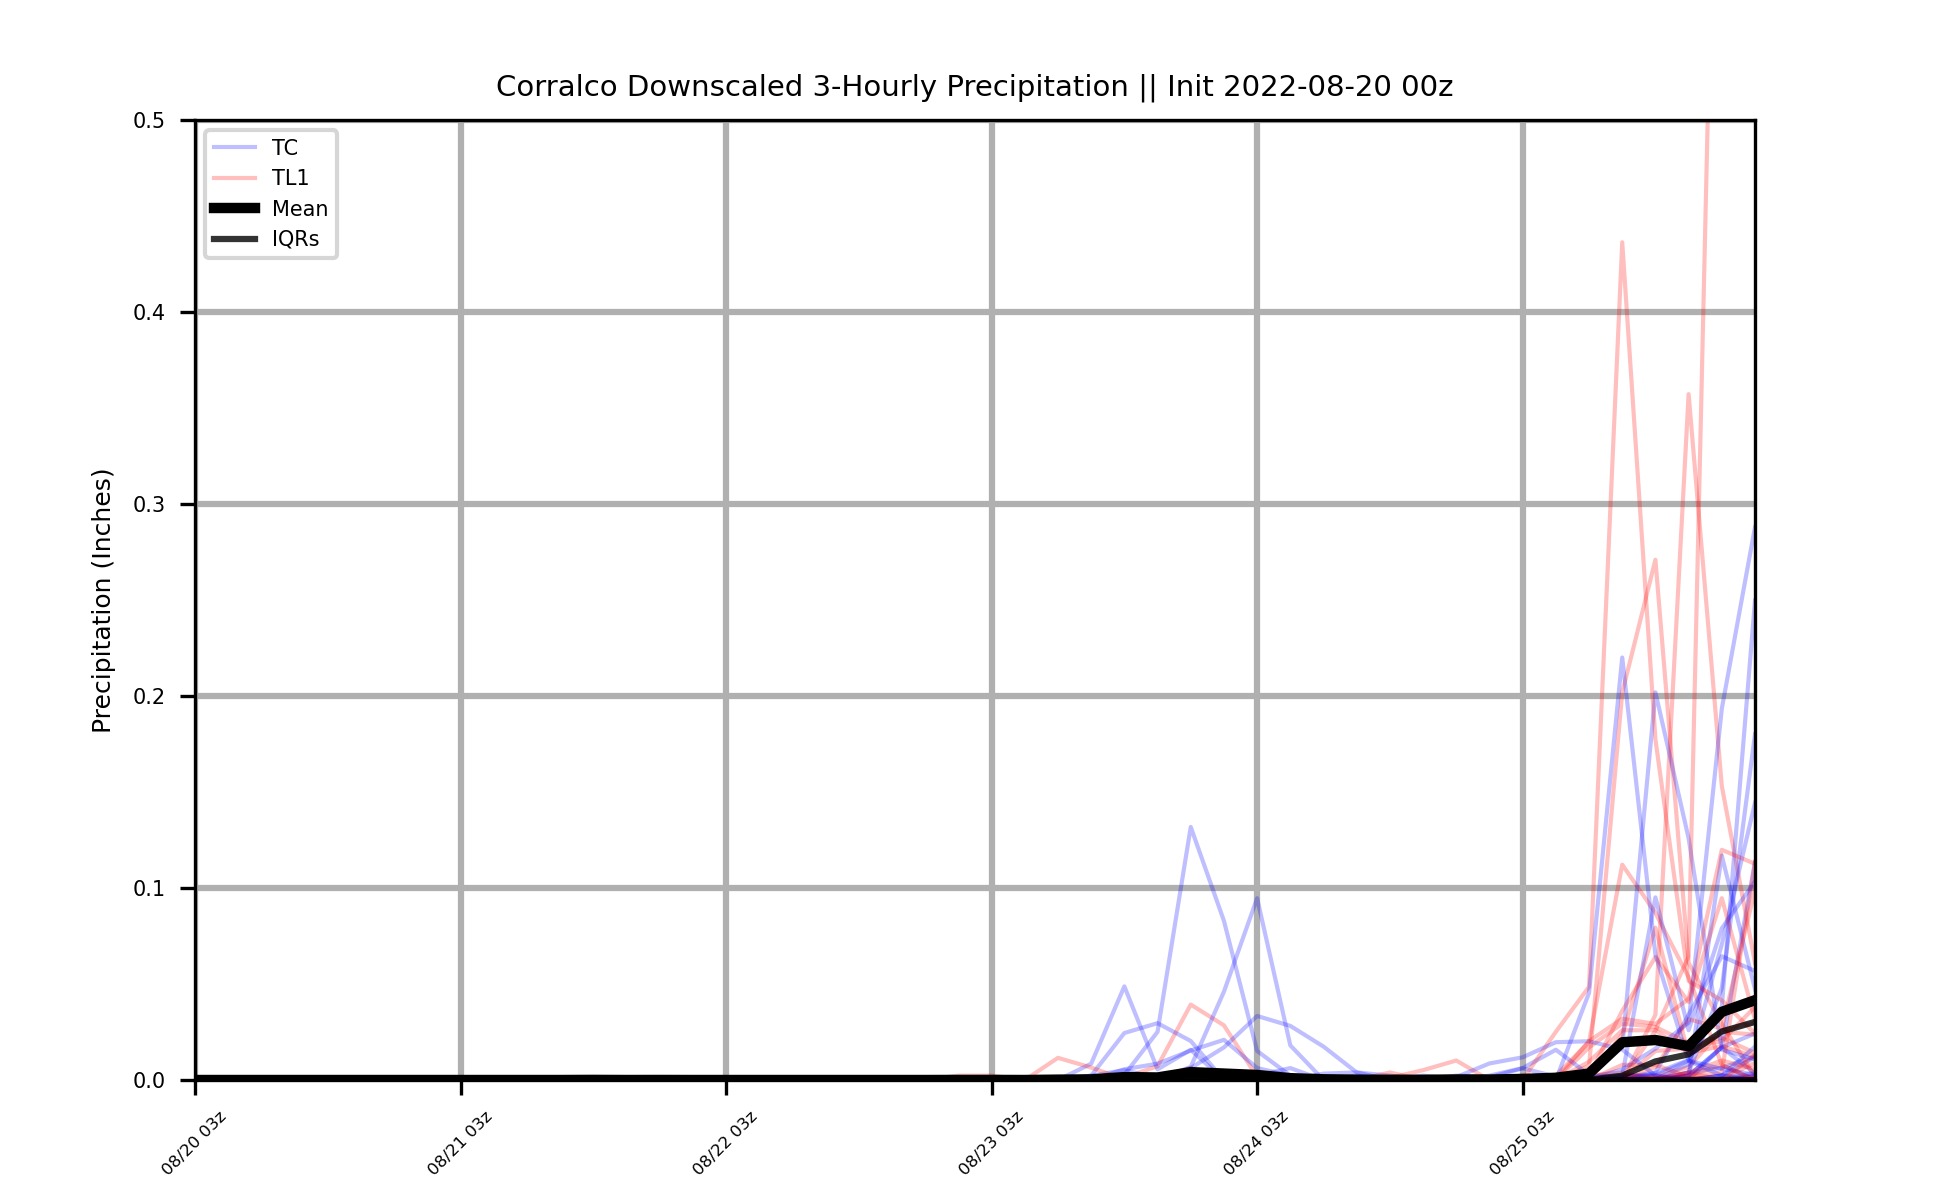 Corralco Downscaled 3-Hourly Precipitation || Init 2022-08-20 00z
TC
TL1
Mean
IQRs
Precipitation (Inches)
0.5
0.4
0.3
0.2
0.1
0.0
08/20 03z
08/21 03z
08/22 03z
08/23 03z
08/24 03z
08/25 03z